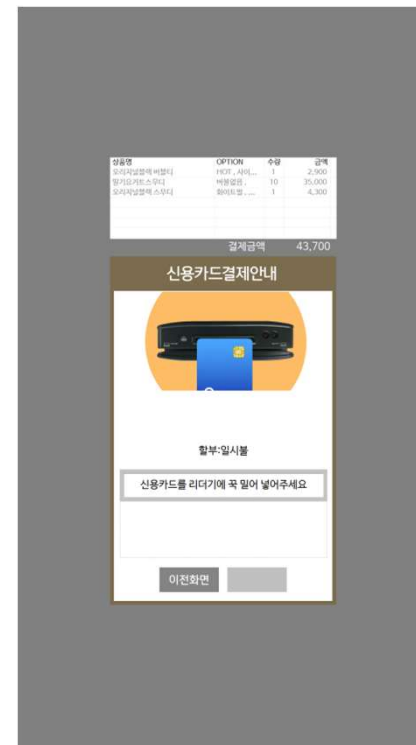 상품명 OPTION 수량 금액
오리지널블랙 버블티 HOT , 사이,... 1 2,900
딸기요거트스무디 버블없음 , 10 35,000
오리지널블랙 스무디 화이트펄 , ... 1 4,300
결제금액 43,700
신용카드결제안내
할부:일시불
신용카드를 리더기에 꾹 밀어 넣어주세요
이전화면